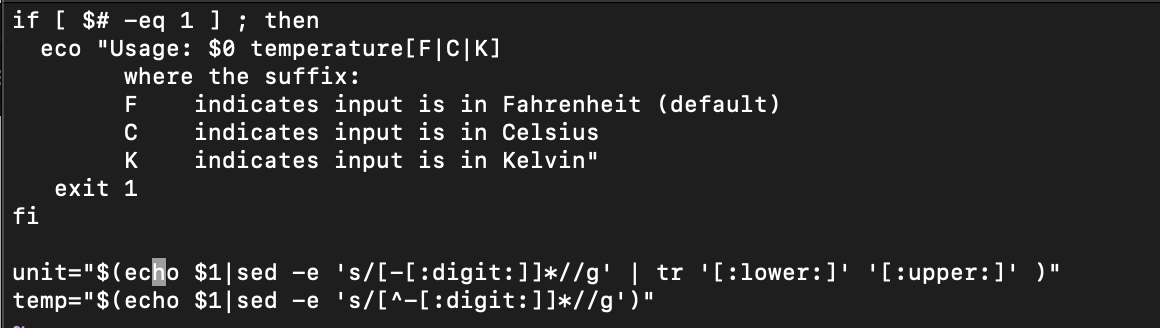 if [ $# -eq 1 ] ; then
  eco "Usage: $0 temperature[F|C|K]
        where the suffix:
        F    indicates input is in Fahrenheit (default)
        C    indicates input is in Celsius
        K    indicates input is in Kelvin"
   exit 1
fi

unit="$(echo $1|sed -e 's/[-[:digit:]]*//g' | tr '[:lower:]' '[:upper:]' )"
temp="$(echo $1|sed -e 's/[^-[:digit:]]*//g')"
~